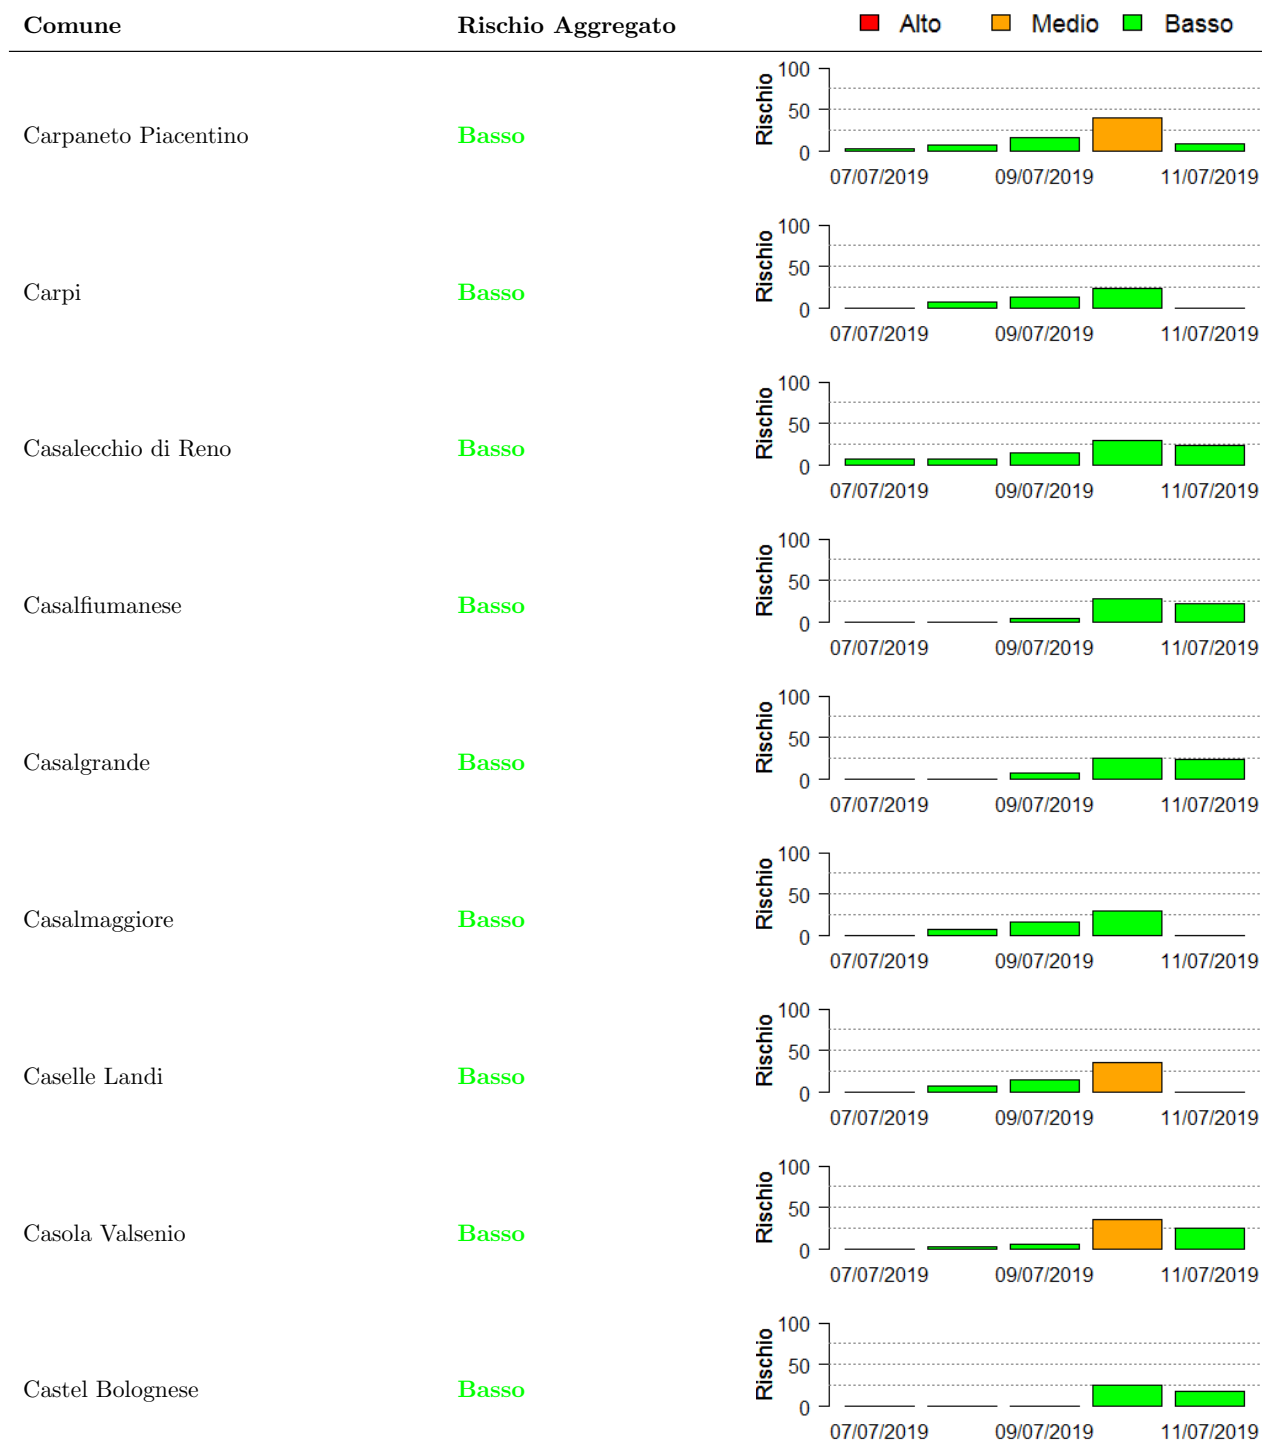 Comune Rischio Aggregato Alto Medio Basso
Carpaneto Piacentino Basso Rischio 100 50 0
07/07/2019 09/07/2019 11/07/2019
Carpi Basso Rischio 100 50 0
07/07/2019 09/07/2019 11/07/2019
Casalecchio di Reno Basso Rischio 100 50 0
07/07/2019 09/07/2019 11/07/2019
Casalfiumanese Basso Rischio 100 50 0
07/07/2019 09/07/2019 11/07/2019
Casalgrande Basso Rischio 100 50 0
07/07/2019 09/07/2019 11/07/2019
Casalmaggiore Basso Rischio 100 50 0
07/07/2019 09/07/2019 11/07/2019
Caselle Landi Basso Rischio 100 50 0
07/07/2019 09/07/2019 11/07/2019
Casola Valsenio Basso Rischio 100 50 0
07/07/2019 09/07/2019 11/07/2019
Castel Bolognese Basso Rischio 100 50 0
07/07/2019 09/07/2019 11/07/2019